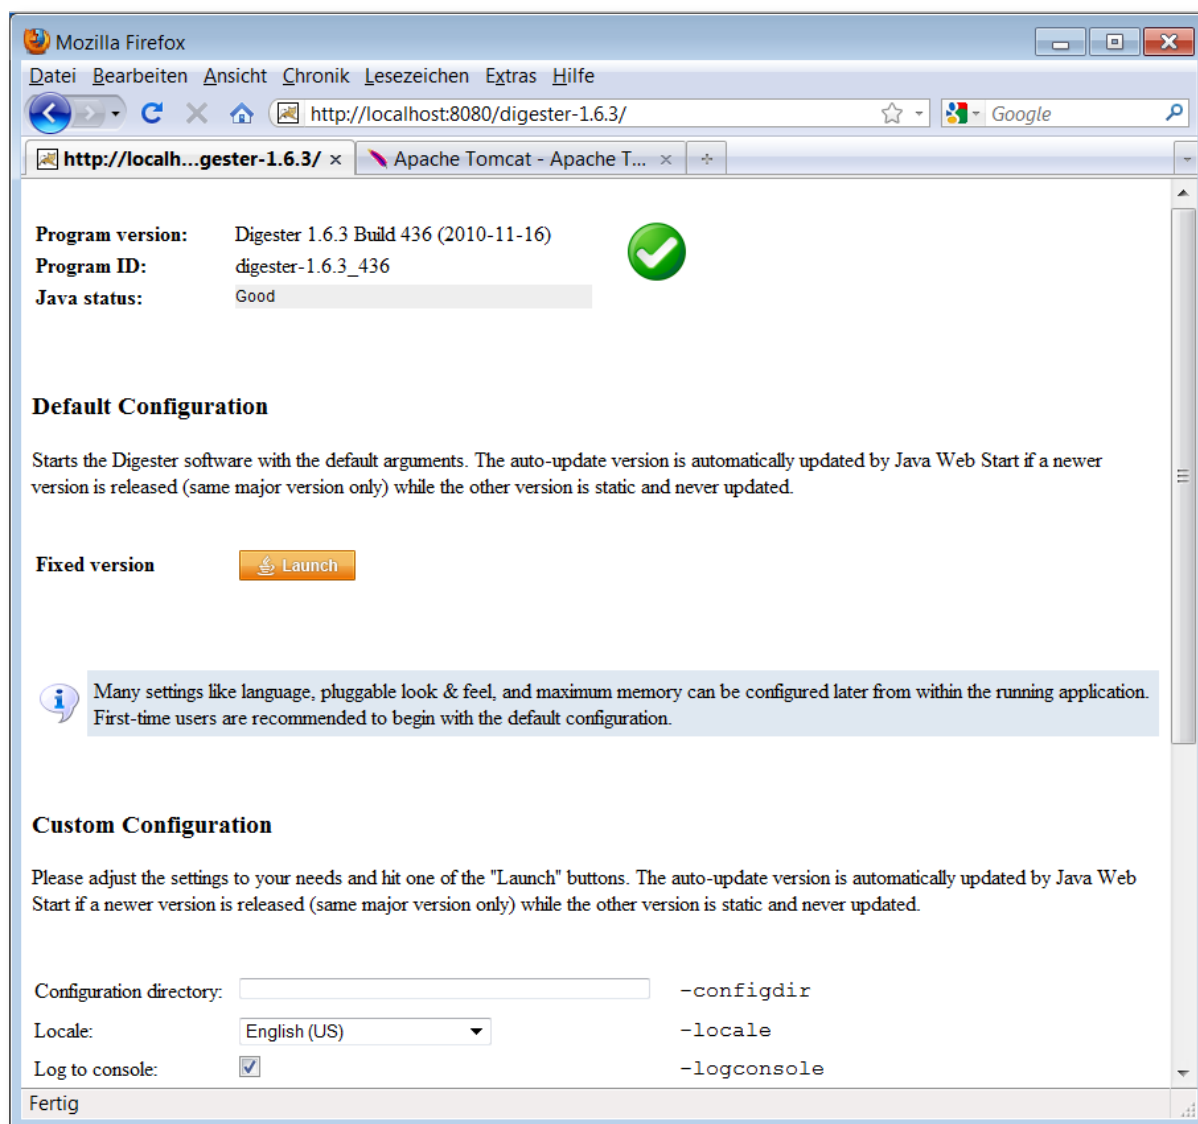 Mozilla Firefox
Datei Bearbeiten Ansicht Chronik Lesezeichen Extras Hilfe
http://localhost:8080/digester-1.6.3/ Google
http://localh...gester-1.6.3/ × Apache Tomcat - Apache T... ×
Program version: Digester 1.6.3 Build 436 (2010-11-16)
Program ID: digester-1.6.3_436
Java status: Good
Default Configuration
Starts the Digester software with the default arguments. The auto-update version is automatically updated by Java Web Start if a newer
version is released (same major version only) while the other version is static and never updated.
Fixed version Launch
Many settings like language, pluggable look & feel, and maximum memory can be configured later from within the running application.
First-time users are recommended to begin with the default configuration.
Custom Configuration
Please adjust the settings to your needs and hit one of the "Launch" buttons. The auto-update version is automatically updated by Java Web
Start if a newer version is released (same major version only) while the other version is static and never updated.
Configuration directory: -configdir
Locale: English (US) -locale
Log to console: -logconsole
Fertig